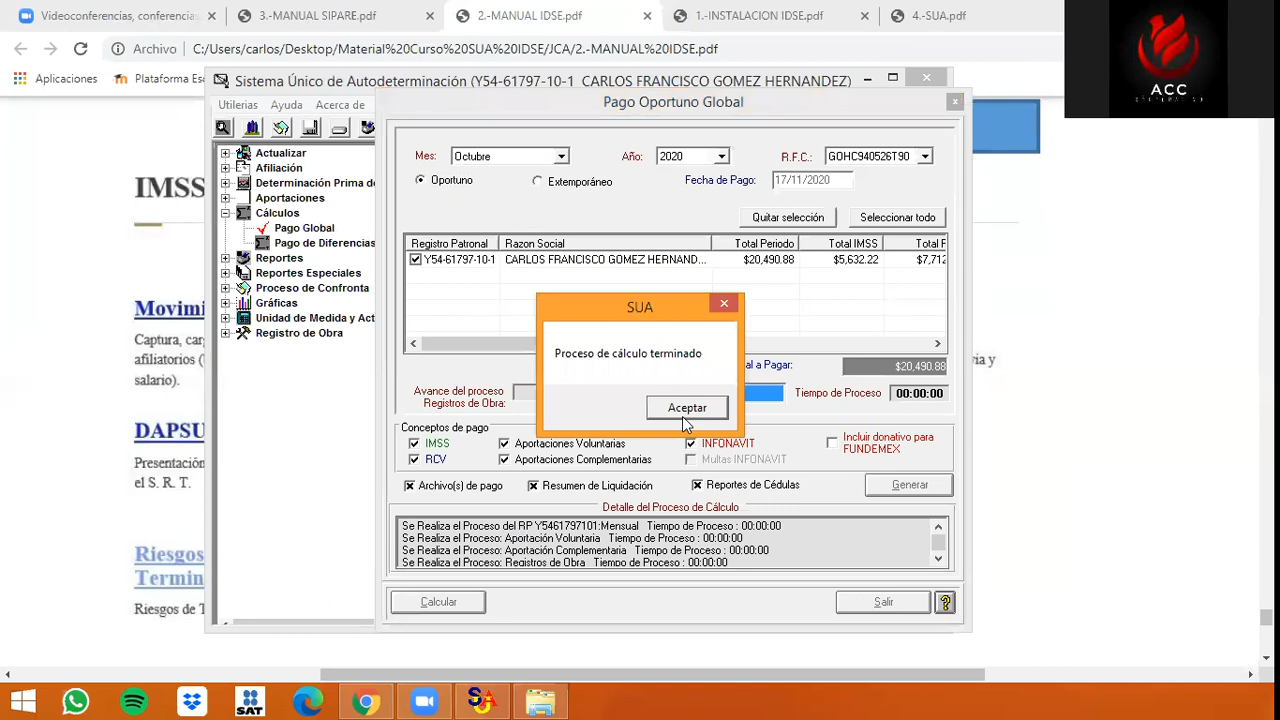 Videoconferencias, conferencias
3.-MANUAL SIPARE.pdf
2.-MANUAL IDSE.pdf
1.-INSTALACION IDSE.pdf
4.-SUA.pdf
Archivo
C:/Users/carlos/Desktop/Material%20Curso%20SUA%20IDSE/JCA/2.-MANUAL%20IDSE.pdf
Aplicaciones
Plataforma Es
ACC
Sistema Único de Autodeterminación (Y54-61797-10-1 CARLOS FRANCISCO GOMEZ HERNANDEZ)
Utilerias Ayuda Acerca de
Pago Oportuno Global
Actualizar
Afiliación
Determinación Prima de
Aportaciones
Cálculos
Pago Global
Pago de Diferencias
Reportes
Reportes Especiales
Proceso de Confronta
Gráficas
Unidad de Medida y Act
Registro de Obra
Mes: Octubre Año: 2020 R.F.C.: GOHC940526T90
Oportuno Extemporáneo Fecha de Pago: 17/11/2020
Quitar selección Seleccionar todo
Registro Patronal Razon Social Total Periodo Total IMSS Total F
Y54-61797-10-1 CARLOS FRANCISCO GOMEZ HERNAND... $20,490.88 $5,632.22 $7,712
SUA
Proceso de cálculo terminado
Aceptar
al a Pagar: $20,490.88
Avance del proceso
Registros de Obra:
Tiempo de Proceso 00:00:00
Conceptos de pago
IMSS Aportaciones Voluntarias INFONAVIT
RCV Aportaciones Complementarias Multas INFONAVIT
Incluir donativo para
FUNDEMEX
Archivo(s) de pago Resumen de Liquidación Reportes de Cédulas Generar
Detalle del Proceso de Cálculo
Se Realiza el Proceso del RP Y5461797101:Mensual Tiempo de Proceso : 00:00:00
Se Realiza el Proceso: Aportación Voluntaria Tiempo de Proceso : 00:00:00
Se Realiza el Proceso: Aportación Complementaria Tiempo de Proceso : 00:00:00
Se Realiza el Proceso: Registros de Obra Tiempo de Proceso : 00:00:00
Calcular Salir ?
IMSS
Movimi
Captura, car
afiliatorios (
salario).
ria y
DAPSU
Presentació
el S. R. T.
Riesgos
Termin
Riesgos de T
SAT